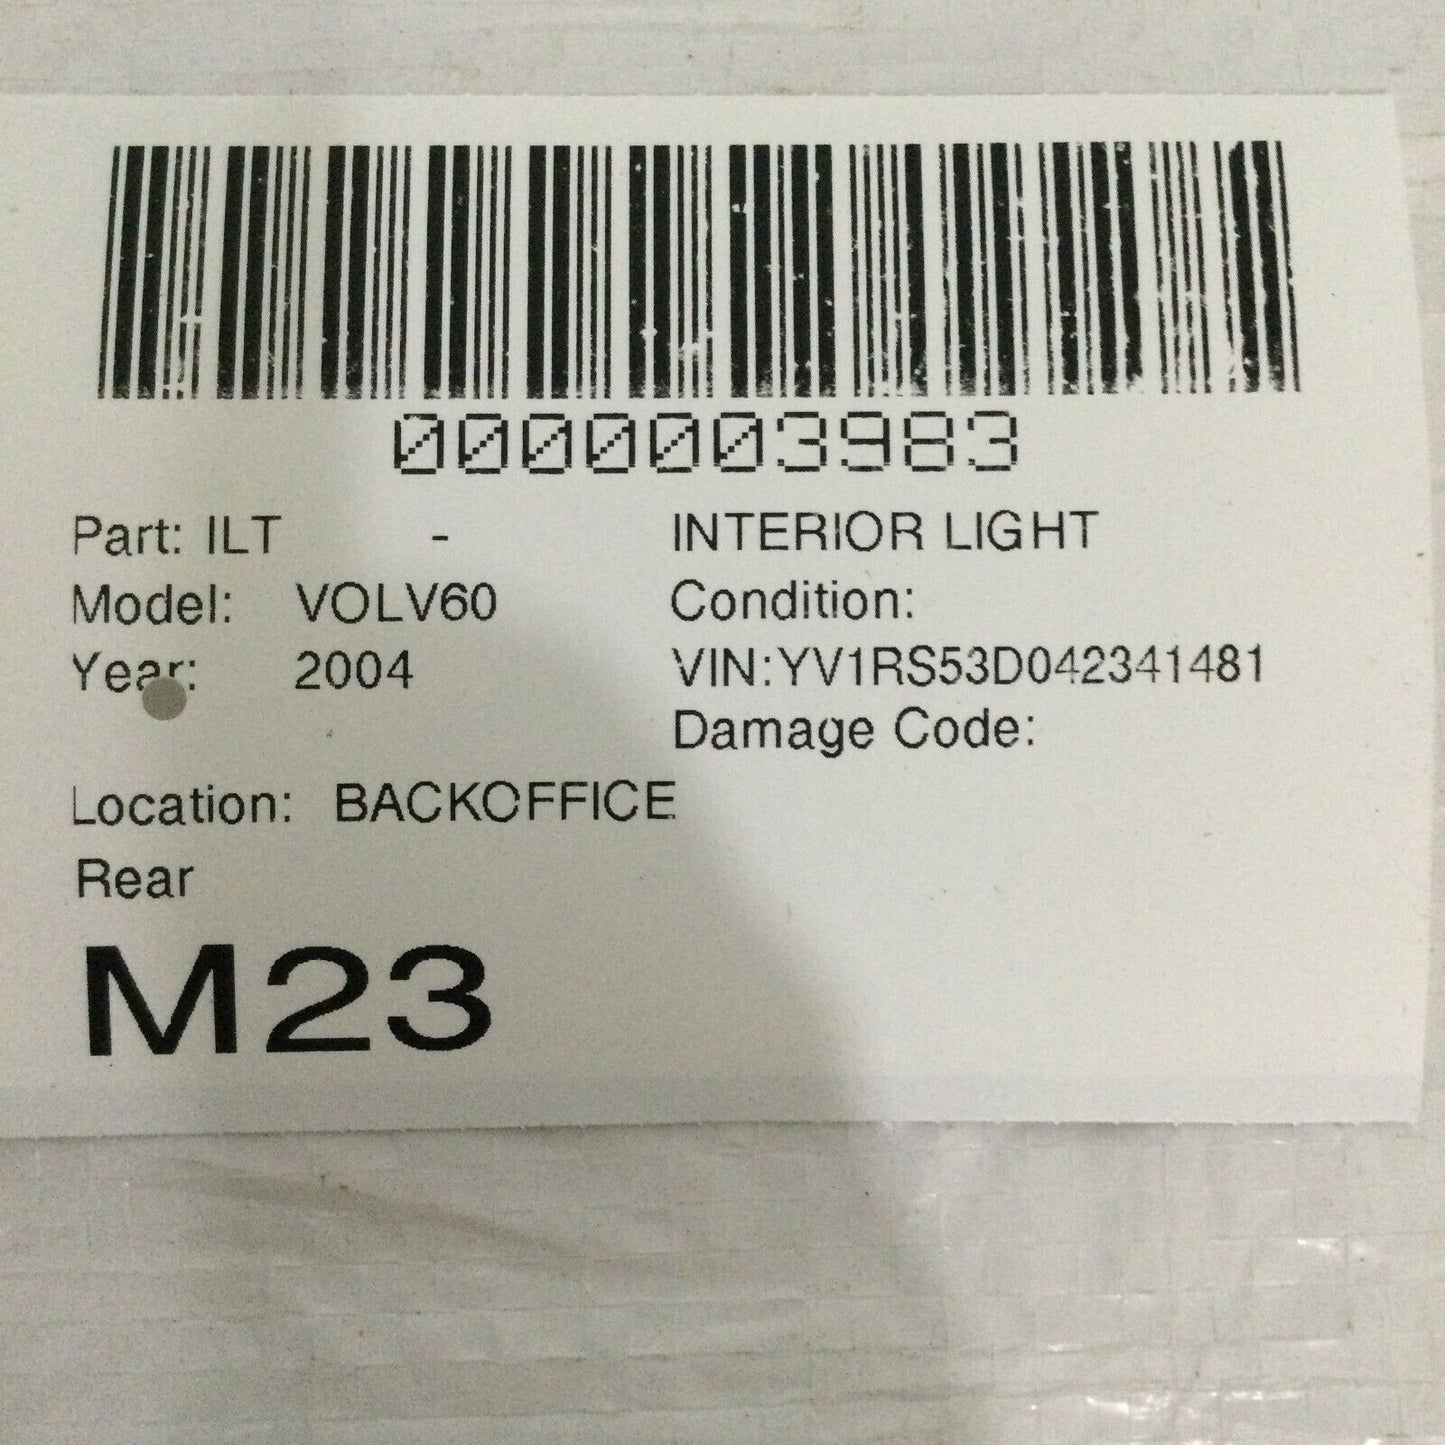 0000003983
Part: ILT - INTERIOR LIGHT
Model: VOLV60 Condition:
Year: 2004 VIN:YV1RS53D042341481
Damage Code:
Location: BACKOFFICE
Rear
M23